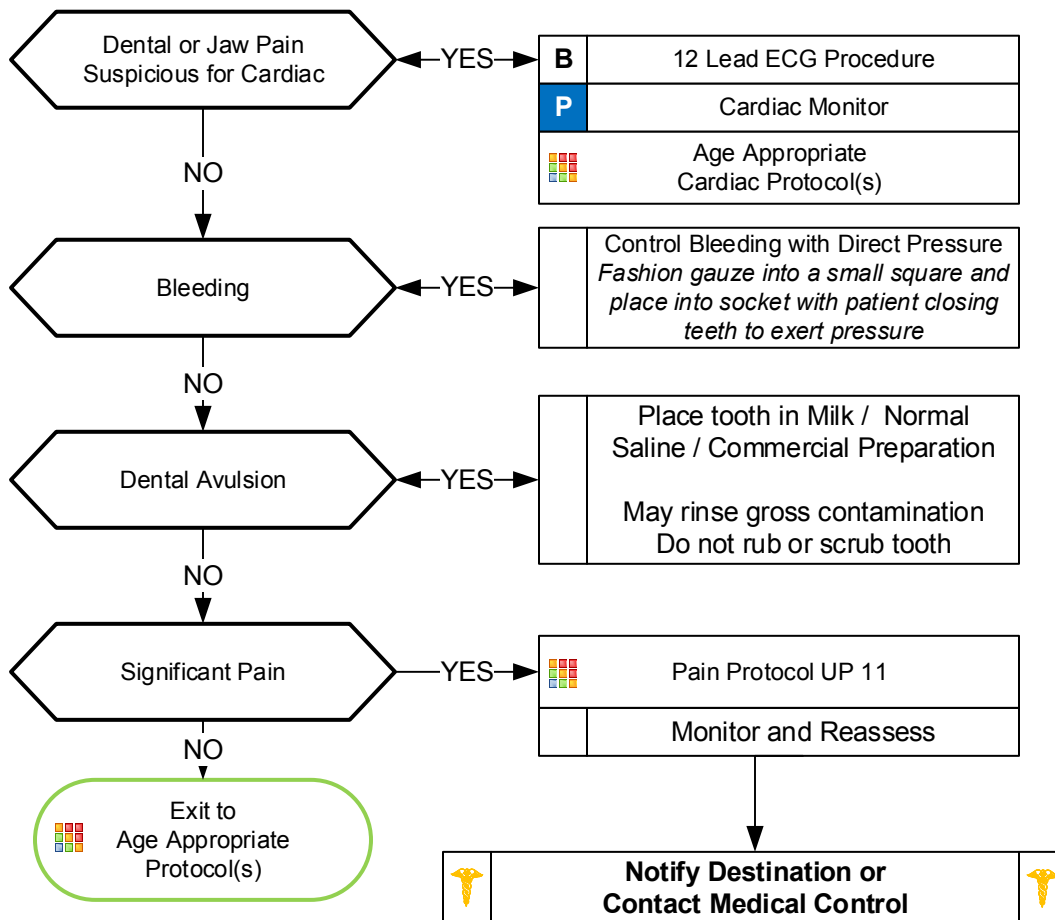 Dental or Jaw Pain
Suspicious for Cardiac
YES
B
12 Lead ECG Procedure
P
Cardiac Monitor
Age Appropriate
Cardiac Protocol(s)
NO
Bleeding
YES
Control Bleeding with Direct Pressure
Fashion gauze into a small square and
place into socket with patient closing
teeth to exert pressure
NO
Dental Avulsion
YES
Place tooth in Milk / Normal
Saline / Commercial Preparation
May rinse gross contamination
Do not rub or scrub tooth
NO
Significant Pain
YES
Pain Protocol UP 11
Monitor and Reassess
NO
Exit to
Age Appropriate
Protocol(s)
Notify Destination or
Contact Medical Control